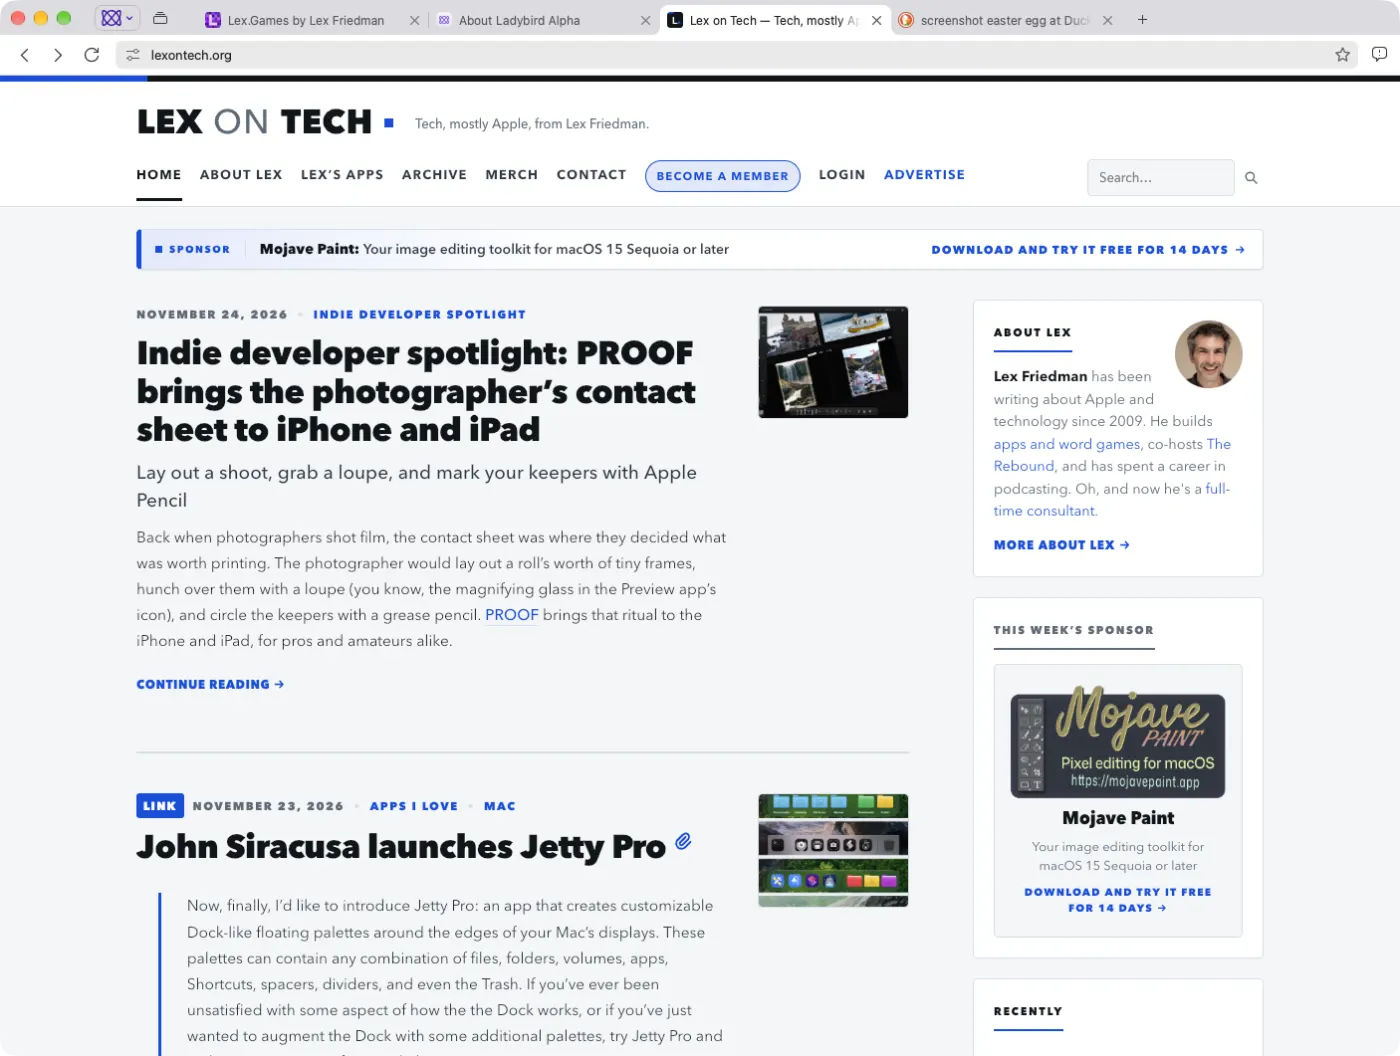 Lex.Games by Lex Friedman
About Ladybird Alpha
Lex on Tech — Tech, mostly Ap
screenshot easter egg at Duc
lexontech.org
LEX ON TECH
Tech, mostly Apple, from Lex Friedman.
HOME ABOUT LEX LEX'S APPS ARCHIVE MERCH CONTACT BECOME A MEMBER LOGIN ADVERTISE
Search...
SPONSOR Mojave Paint: Your image editing toolkit for macOS 15 Sequoia or later DOWNLOAD AND TRY IT FREE FOR 14 DAYS →
NOVEMBER 24, 2026 • INDIE DEVELOPER SPOTLIGHT
Indie developer spotlight: PROOF
brings the photographer’s contact
sheet to iPhone and iPad
Lay out a shoot, grab a loupe, and mark your keepers with Apple
Pencil
Back when photographers shot film, the contact sheet was where they decided what
was worth printing. The photographer would lay out a roll’s worth of tiny frames,
hunch over them with a loupe (you know, the magnifying glass in the Preview app’s
icon), and circle the keepers with a grease pencil. PROOF brings that ritual to the
iPhone and iPad, for pros and amateurs alike.
CONTINUE READING →
LINK NOVEMBER 23, 2026 • APPS I LOVE • MAC
John Siracusa launches Jetty Pro
Now, finally, I’d like to introduce Jetty Pro: an app that creates customizable
Dock-like floating palettes around the edges of your Mac’s displays. These
palettes can contain any combination of files, folders, volumes, apps,
Shortcuts, spacers, dividers, and even the Trash. If you’ve ever been
unsatisfied with some aspect of how the the Dock works, or if you’ve just
wanted to augment the Dock with some additional palettes, try Jetty Pro and
ABOUT LEX
Lex Friedman has been
writing about Apple and
technology since 2009. He builds
apps and word games, co-hosts The
Rebound, and has spent a career in
podcasting. Oh, and now he's a full-
time consultant.
MORE ABOUT LEX →
THIS WEEK’S SPONSOR
Mojave
PAINT
Pixel editing for macOS
https://mojavepaint.app
Mojave Paint
Your image editing toolkit for
macOS 15 Sequoia or later
DOWNLOAD AND TRY IT FREE
FOR 14 DAYS →
RECENTLY